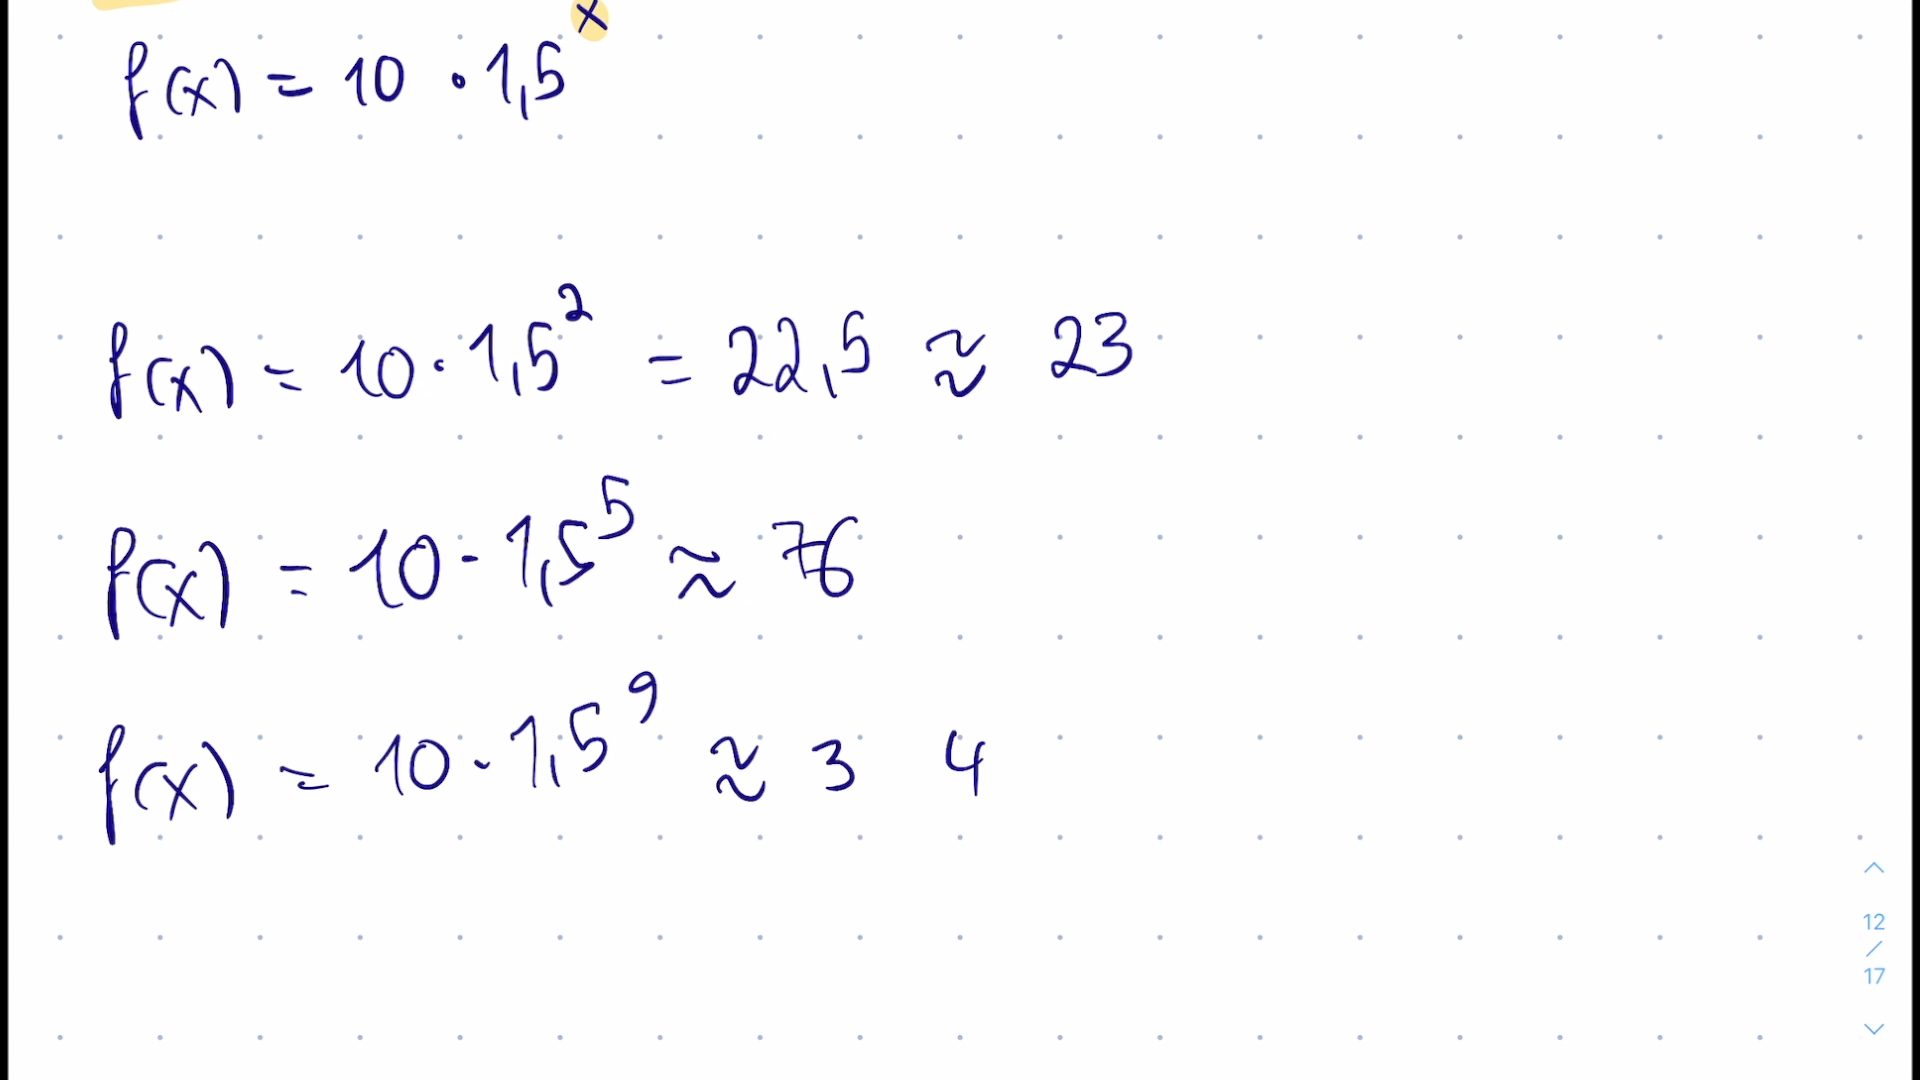 f(x) = 10 · 1,5^x
f(x) = 10 · 1,5^2 = 22,5 ≈ 23
f(x) = 10 · 1,5^5 ≈ 76
f(x) = 10 · 1,5^9 ≈ 3 4
12
/
17